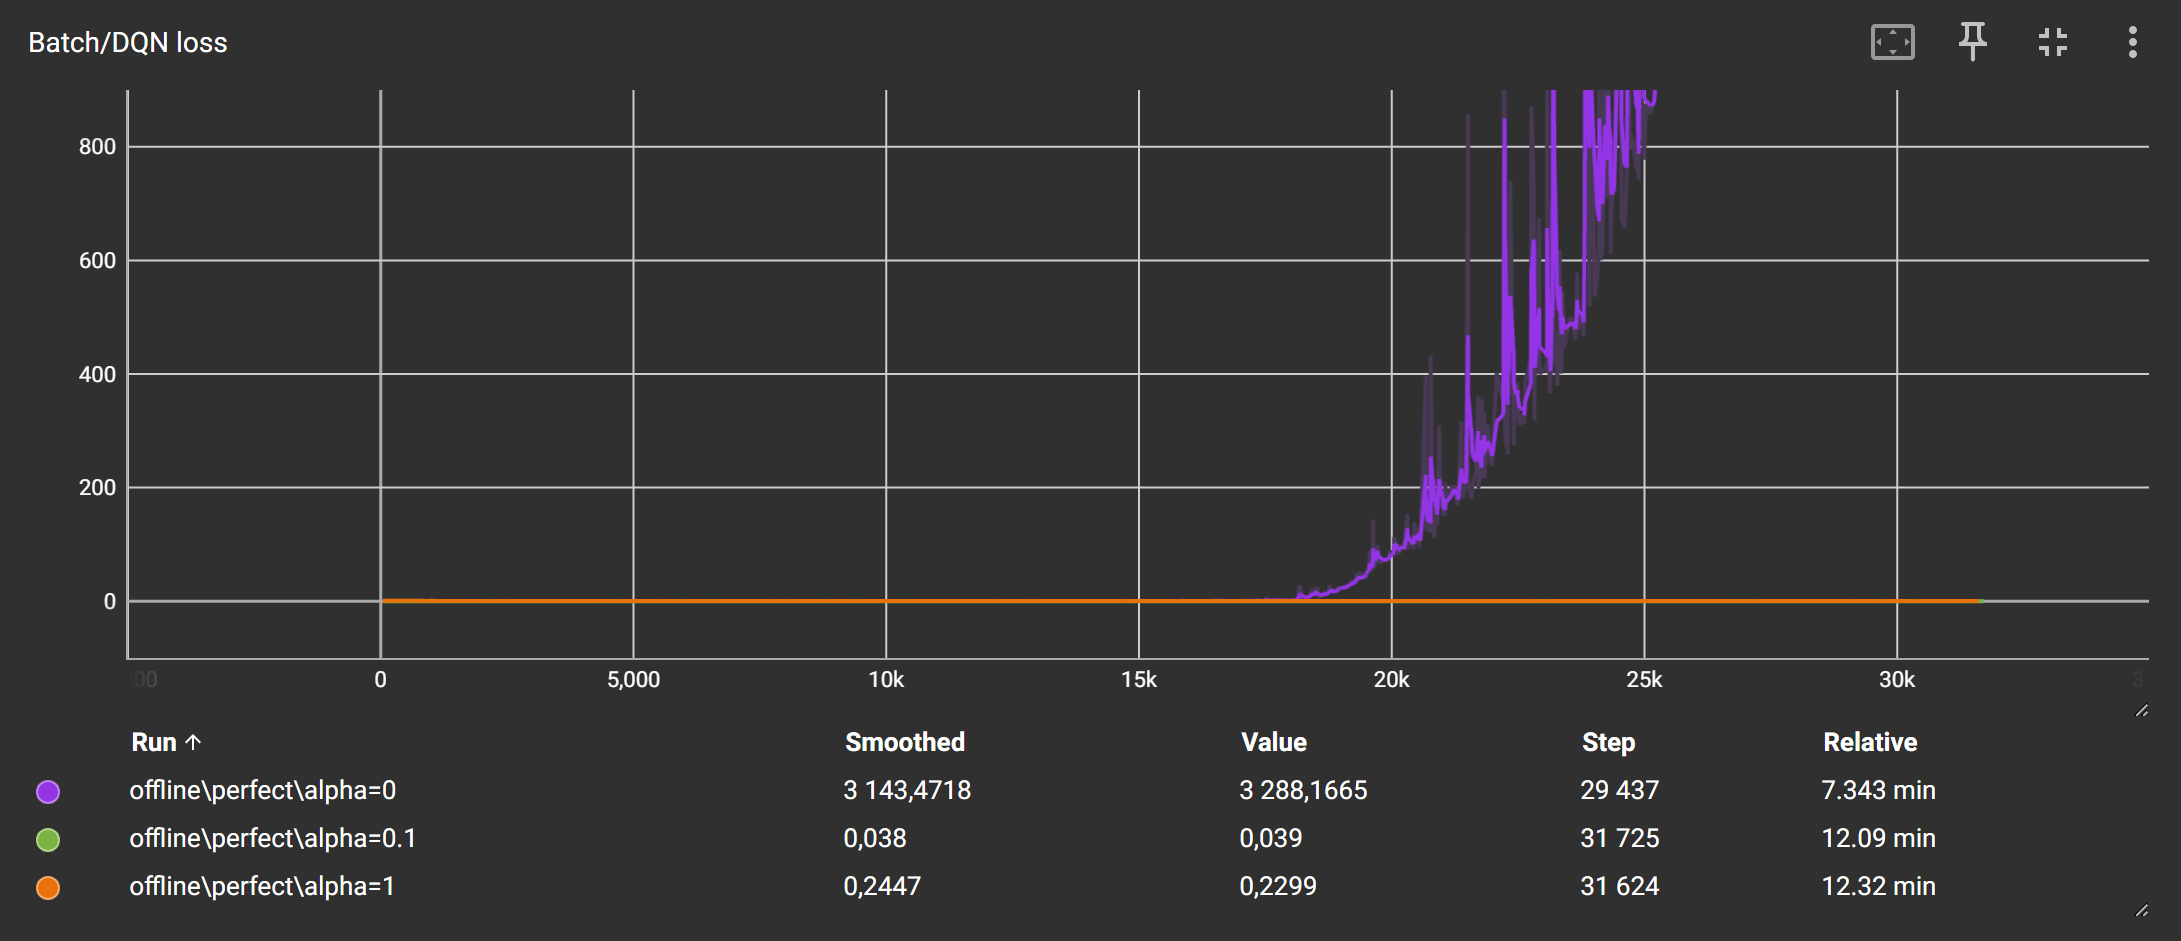 Batch/DQN loss
800
600
400
200
0
00 0 5,000 10k 15k 20k 25k 30k 3
Run ↑ Smoothed Value Step Relative
offline\perfect\alpha=0 3 143,4718 3 288,1665 29 437 7.343 min
offline\perfect\alpha=0.1 0,038 0,039 31 725 12.09 min
offline\perfect\alpha=1 0,2447 0,2299 31 624 12.32 min